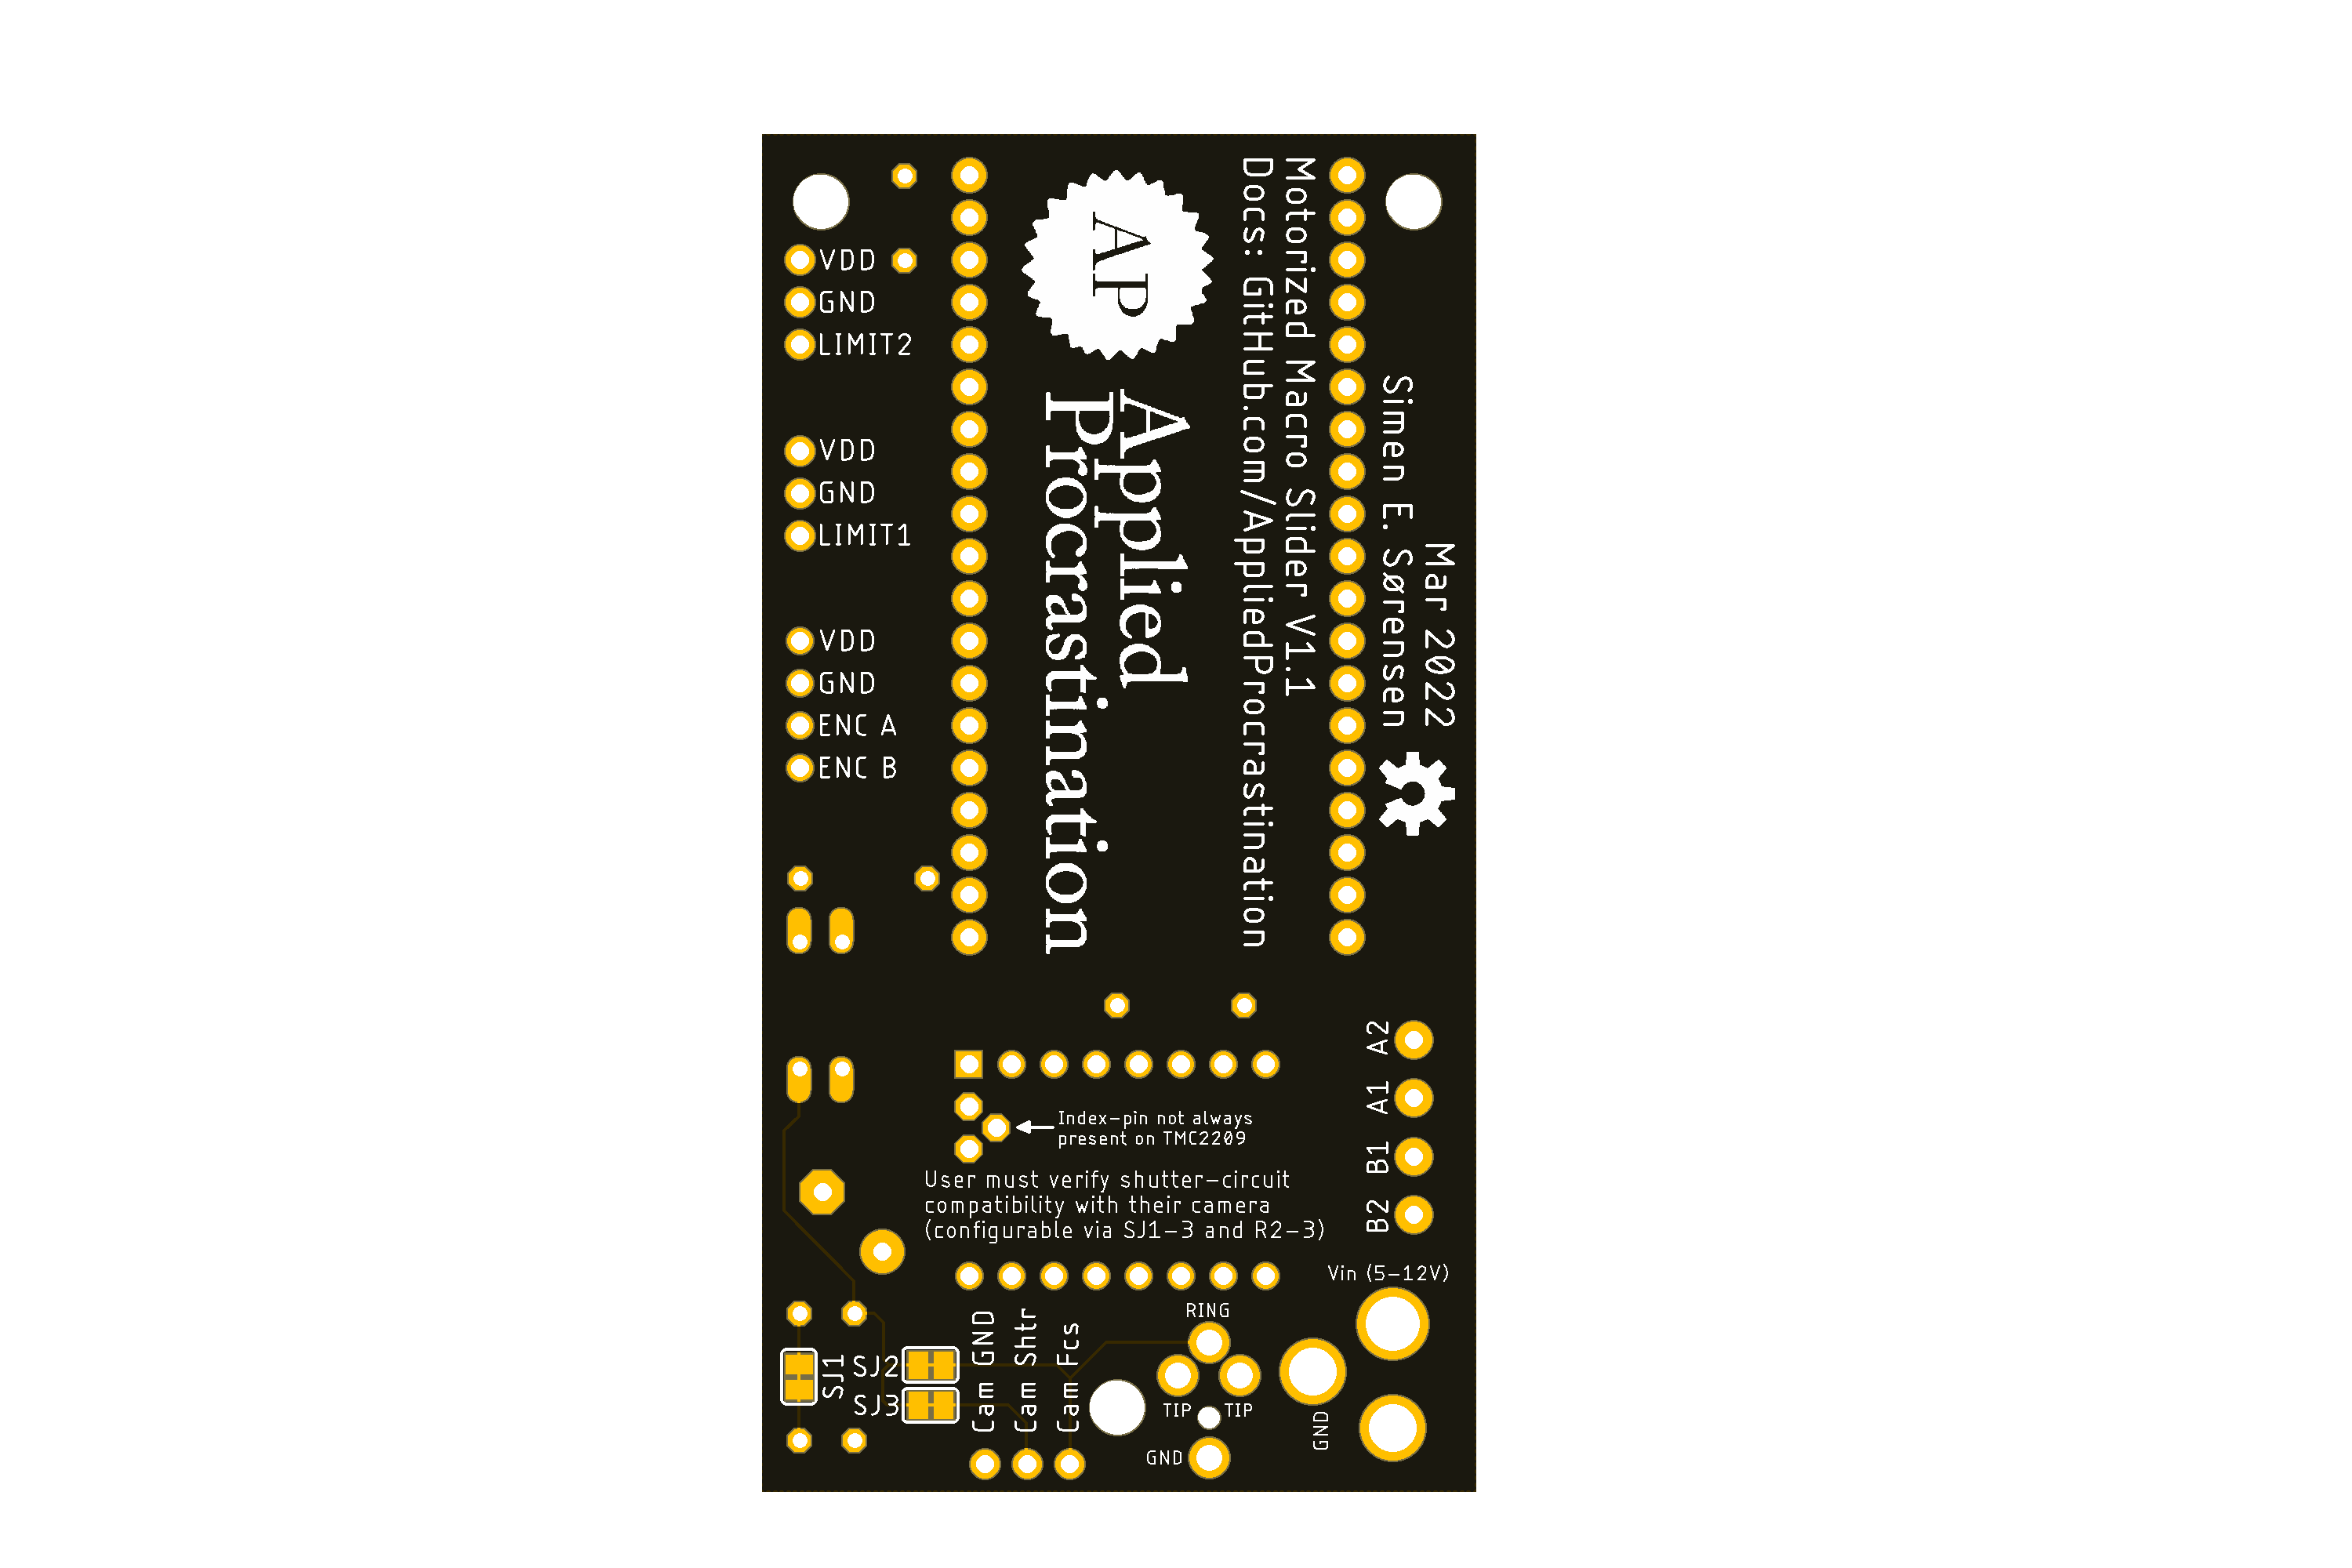 AP
Applied
Procrastination
Motorized Macro Slider V1.1
Docs: GitHub.com/AppliedProcrastination
Mar 2022
Simen E. Sørensen
VDD
GND
LIMIT2
VDD
GND
LIMIT1
VDD
GND
ENC A
ENC B
A2
A1
B1
B2
Index-pin not always
present on TMC2209
User must verify shutter-circuit
compatibility with their camera
(configurable via SJ1-3 and R2-3)
Vin (5-12V)
RING
SJ1
SJ2
SJ3
Cam GND
Cam Shtr
Cam Fcs
TIP
TIP
GND
GND